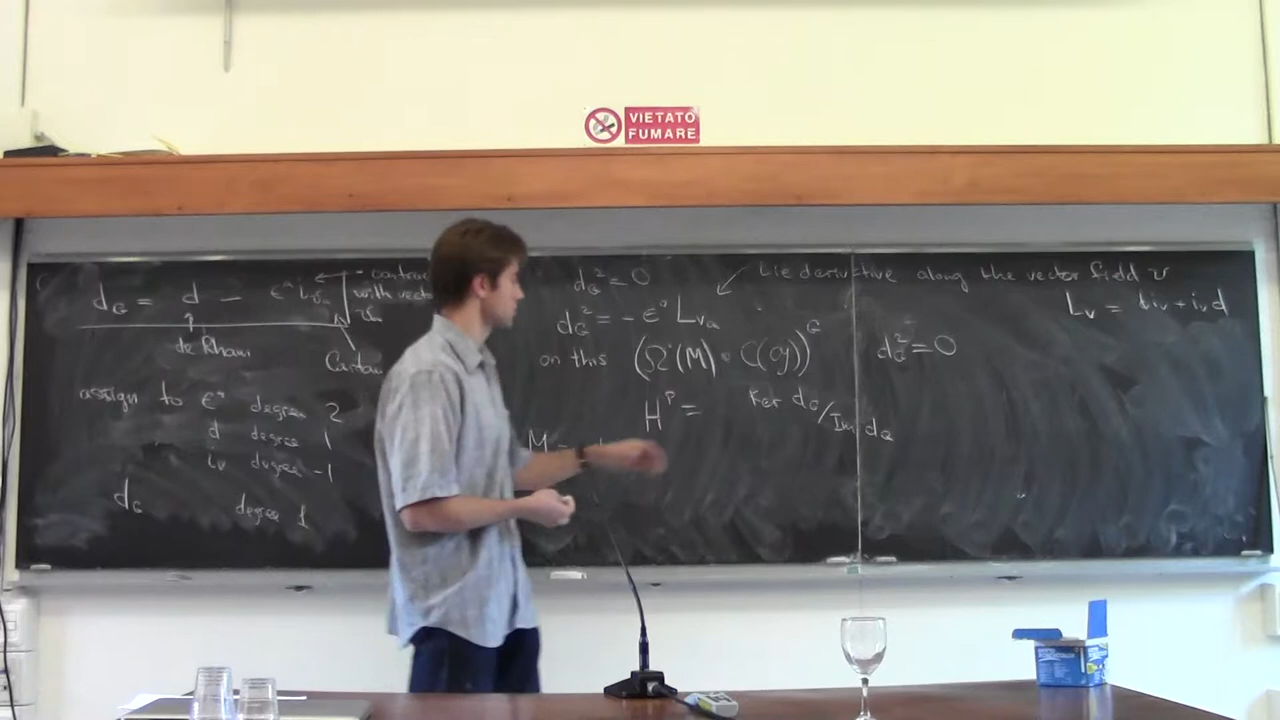 VIETATO
FUMARE
d_G = d − ε^a i_{v_a}
with vect
v_a
de Rham
Cartan
assign to ε^a degree 2
d degree 1
i_v degree -1
d_G degree 1
d_G^2 = 0
Lie derivative along the vector field v
d_G^2 = −ε^a L_{v_a}
L_v = d i_v + i_v d
on this (Ω^•(M) ⊗ C(g))^G d_G^2 = 0
H^p = Ker d_G / Im d_G
M =